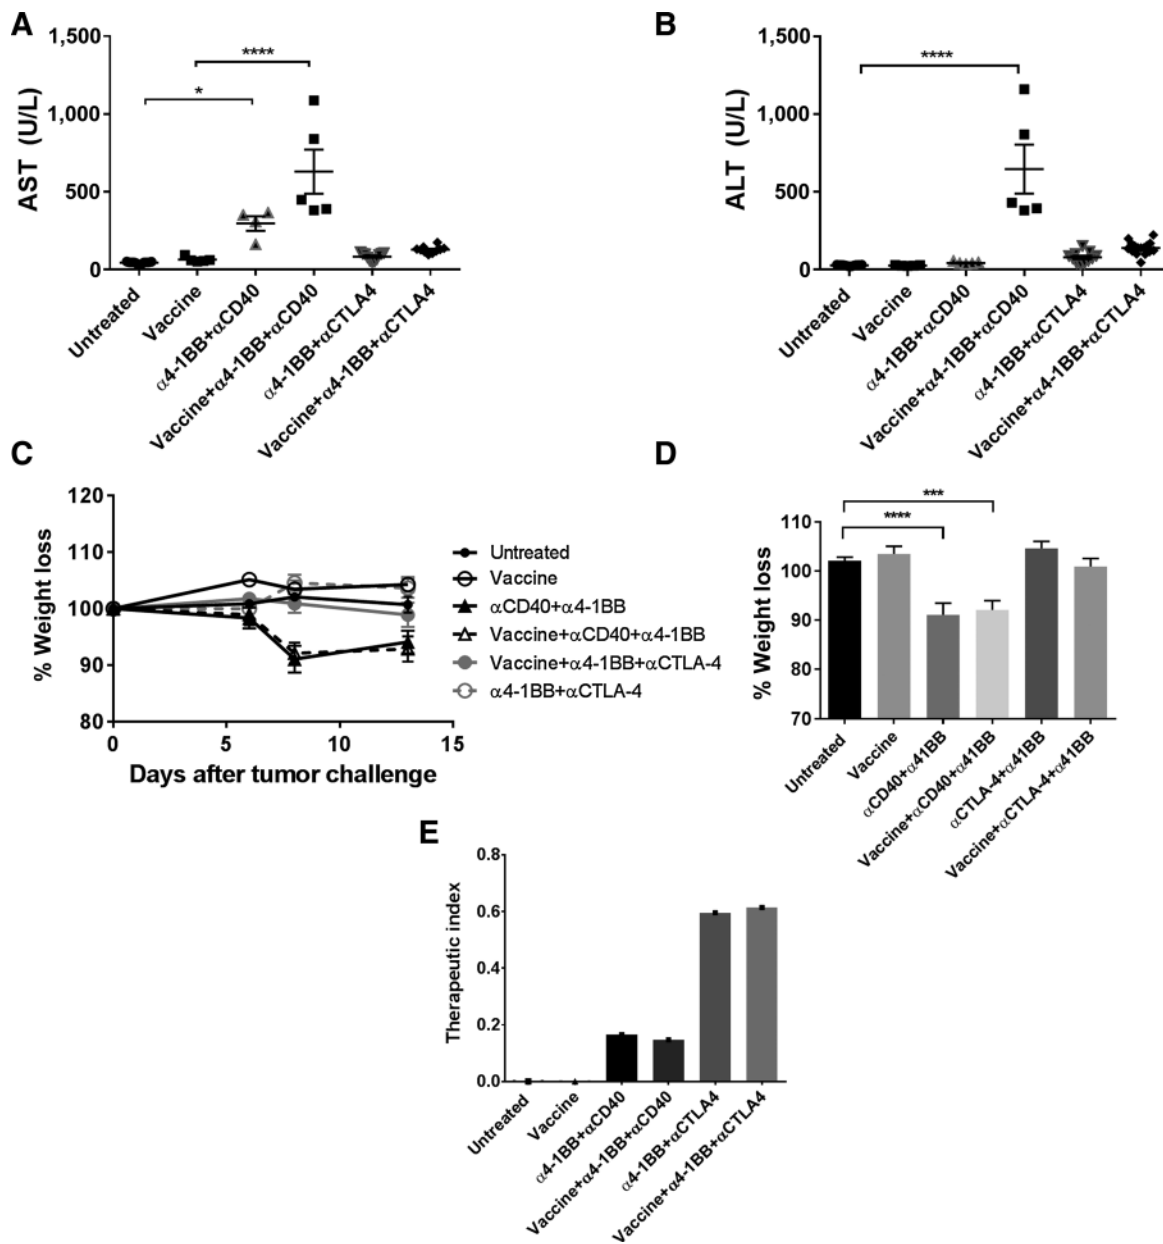 A
AST (U/L)
1,500
1,000
500
0
****
*
Untreated
Vaccine
α4-1BB+αCD40
Vaccine+α4-1BB+αCD40
α4-1BB+αCTLA4
Vaccine+α4-1BB+αCTLA4
B
ALT (U/L)
1,500
1,000
500
0
****
Untreated
Vaccine
α4-1BB+αCD40
Vaccine+α4-1BB+αCD40
α4-1BB+αCTLA4
Vaccine+α4-1BB+αCTLA4
C
% Weight loss
120
110
100
90
80
0 5 10 15
Days after tumor challenge
Untreated
Vaccine
αCD40+α4-1BB
Vaccine+αCD40+α4-1BB
Vaccine+α4-1BB+αCTLA-4
α4-1BB+αCTLA-4
D
% Weight loss
110
100
90
80
70
***
****
Untreated
Vaccine
αCD40+α41BB
Vaccine+αCD40+α41BB
αCTLA-4+α41BB
Vaccine+αCTLA-4+α41BB
E
Therapeutic index
0.8
0.6
0.4
0.2
0.0
Untreated
Vaccine
α4-1BB+αCD40
Vaccine+α4-1BB+αCD40
α4-1BB+αCTLA4
Vaccine+α4-1BB+αCTLA4